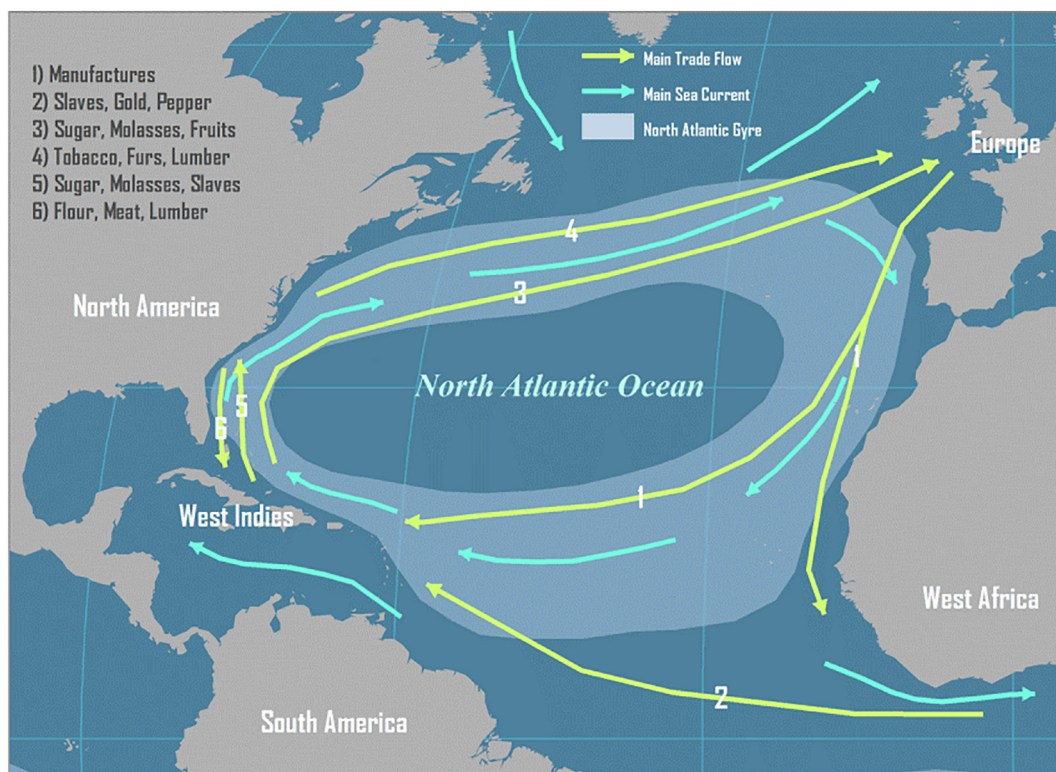 1) Manufactures
2) Slaves, Gold, Pepper
3) Sugar, Molasses, Fruits
4) Tobacco, Furs, Lumber
5) Sugar, Molasses, Slaves
6) Flour, Meat, Lumber
Main Trade Flow
Main Sea Current
North Atlantic Gyre
Europe
4
3
North America
1
North Atlantic Ocean
5
6
1
West Indies
West Africa
2
South America